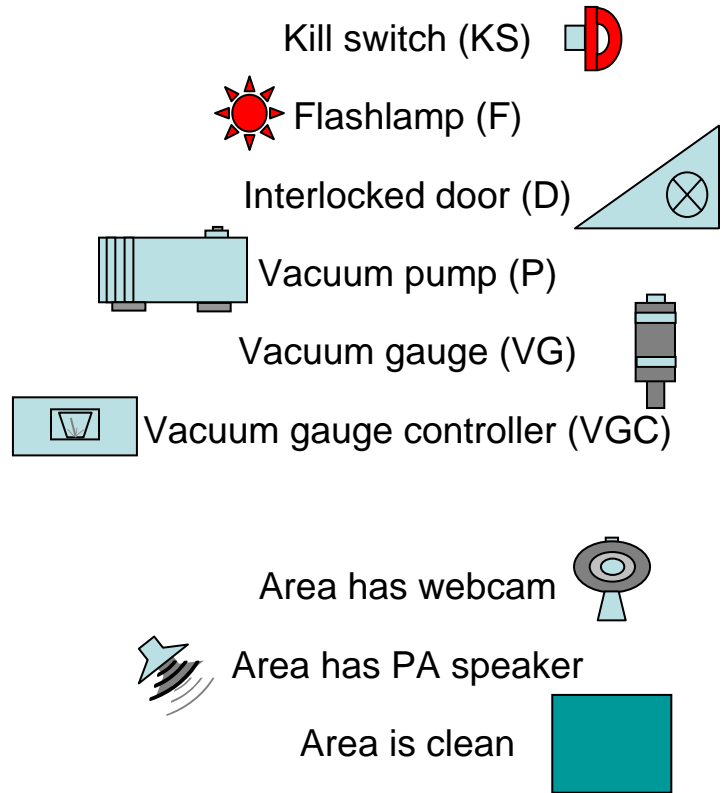 Kill switch (KS)
Flashlamp (F)
Interlocked door (D)
Vacuum pump (P)
Vacuum gauge (VG)
Vacuum gauge controller (VGC)
Area has webcam
Area has PA speaker
Area is clean